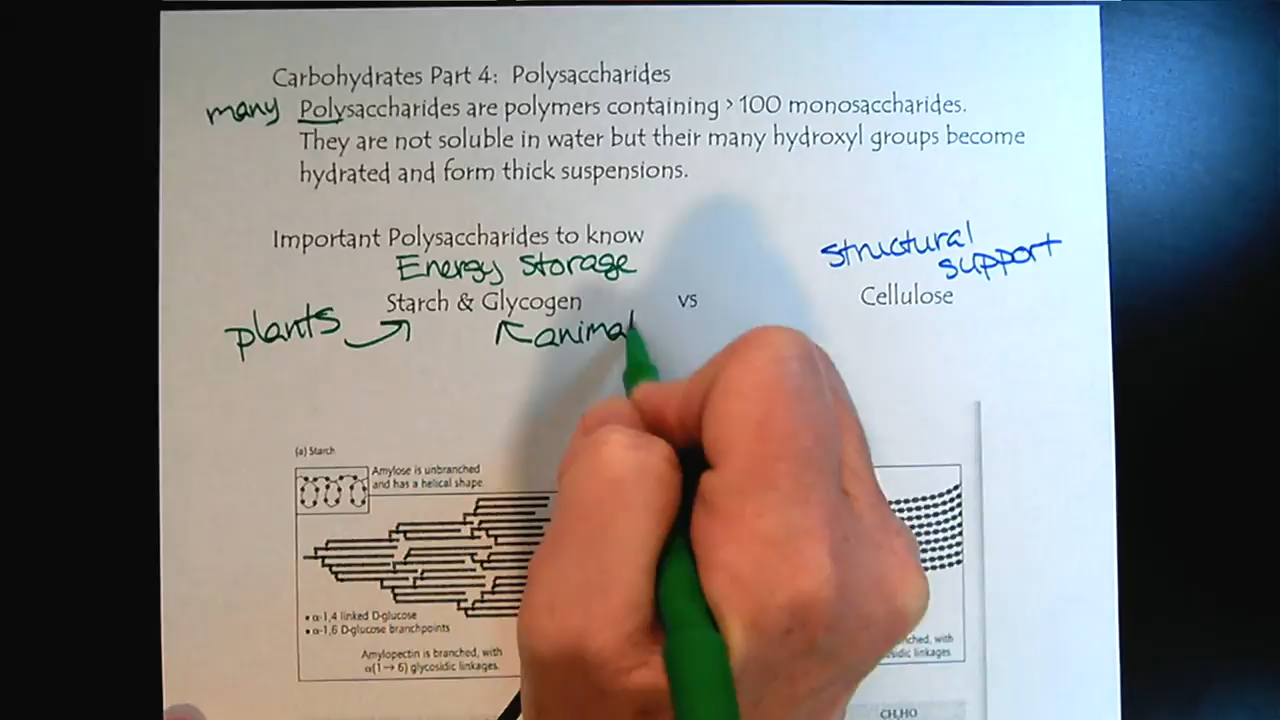 Carbohydrates Part 4: Polysaccharides
many Polysaccharides are polymers containing > 100 monosaccharides.
They are not soluble in water but their many hydroxyl groups become
hydrated and form thick suspensions.
Important Polysaccharides to know
Energy Storage
structural
support
Starch & Glycogen vs Cellulose
plants
animal
(a) Starch
Amylose is unbranched
and has a helical shape.
• α-1,4 linked D-glucose
• α-1,6 D-glucose branchpoints
Amylopectin is branched, with
α(1→6) glycosidic linkages.
with
linkages
CH₂HO